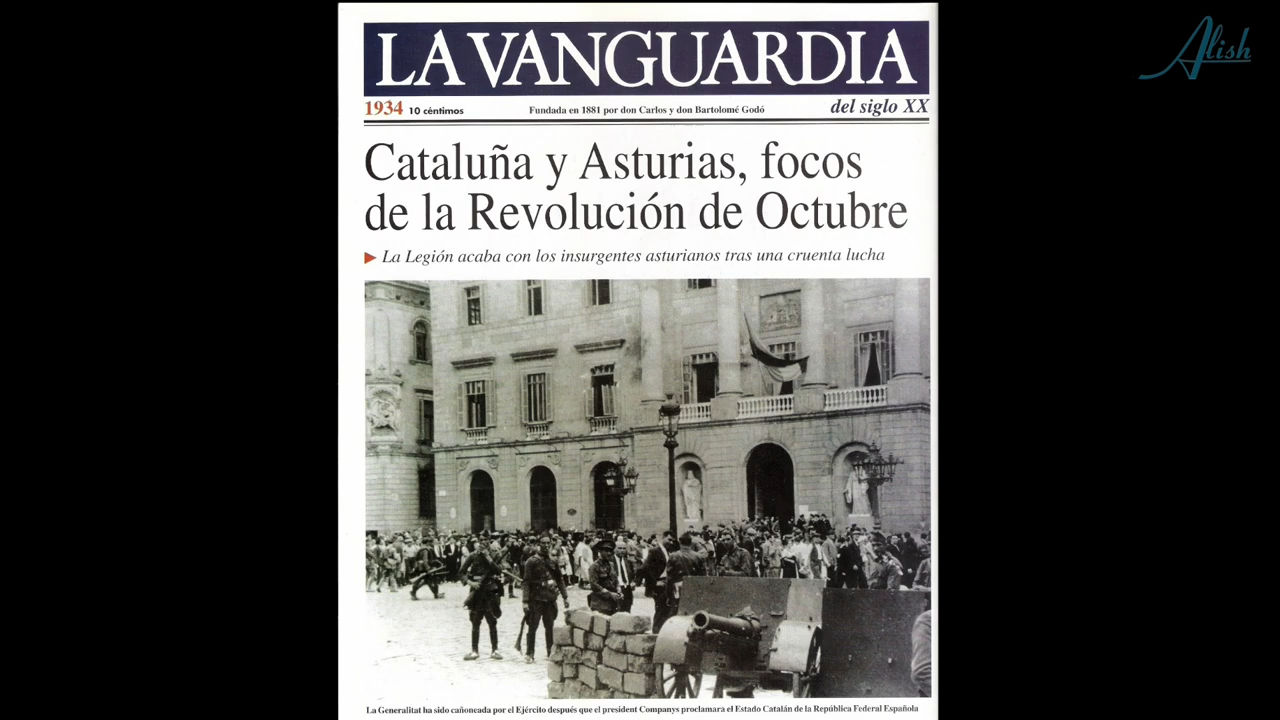 Alish
LA VANGUARDIA
1934 10 céntimos Fundada en 1881 por don Carlos y don Bartolomé Godó del siglo XX
Cataluña y Asturias, focos
de la Revolución de Octubre
▶ La Legión acaba con los insurgentes asturianos tras una cruenta lucha
La Generalitat ha sido cañoneada por el Ejército después que el president Companys proclamara el Estado Catalán de la República Federal Española